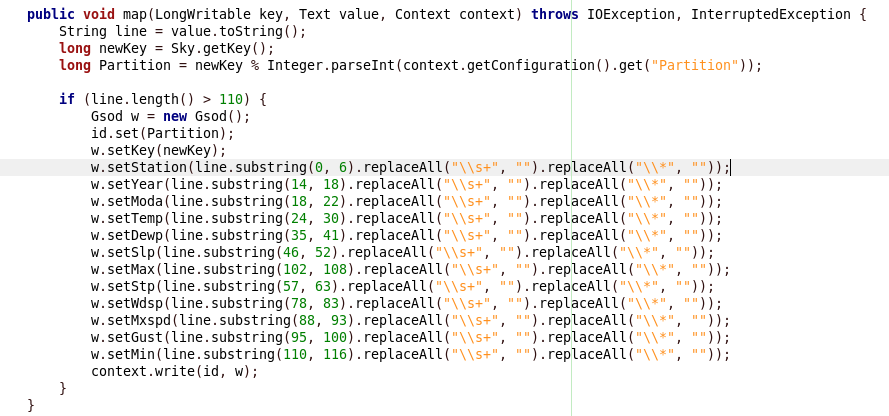 public void map(LongWritable key, Text value, Context context) throws IOException, InterruptedException {
    String line = value.toString();
    long newKey = Sky.getKey();
    long Partition = newKey % Integer.parseInt(context.getConfiguration().get("Partition"));

    if (line.length() > 110) {
        Gsod w = new Gsod();
        id.set(Partition);
        w.setKey(newKey);
        w.setStation(line.substring(0, 6).replaceAll("\\s+", "").replaceAll("\\*", ""));
        w.setYear(line.substring(14, 18).replaceAll("\\s+", "").replaceAll("\\*", ""));
        w.setModa(line.substring(18, 22).replaceAll("\\s+", "").replaceAll("\\*", ""));
        w.setTemp(line.substring(24, 30).replaceAll("\\s+", "").replaceAll("\\*", ""));
        w.setDewp(line.substring(35, 41).replaceAll("\\s+", "").replaceAll("\\*", ""));
        w.setSlp(line.substring(46, 52).replaceAll("\\s+", "").replaceAll("\\*", ""));
        w.setMax(line.substring(102, 108).replaceAll("\\s+", "").replaceAll("\\*", ""));
        w.setStp(line.substring(57, 63).replaceAll("\\s+", "").replaceAll("\\*", ""));
        w.setWdsp(line.substring(78, 83).replaceAll("\\s+", "").replaceAll("\\*", ""));
        w.setMxspd(line.substring(88, 93).replaceAll("\\s+", "").replaceAll("\\*", ""));
        w.setGust(line.substring(95, 100).replaceAll("\\s+", "").replaceAll("\\*", ""));
        w.setMin(line.substring(110, 116).replaceAll("\\s+", "").replaceAll("\\*", ""));
        context.write(id, w);
    }
}